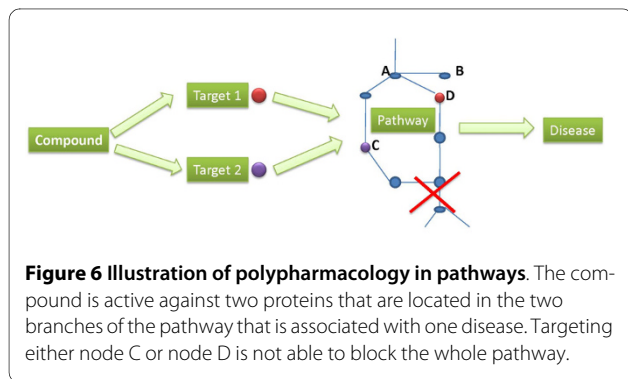 A
B
Target 1
D
Compound
Pathway
Disease
C
Target 2
Figure 6 Illustration of polypharmacology in pathways. The com-
pound is active against two proteins that are located in the two
branches of the pathway that is associated with one disease. Targeting
either node C or node D is not able to block the whole pathway.